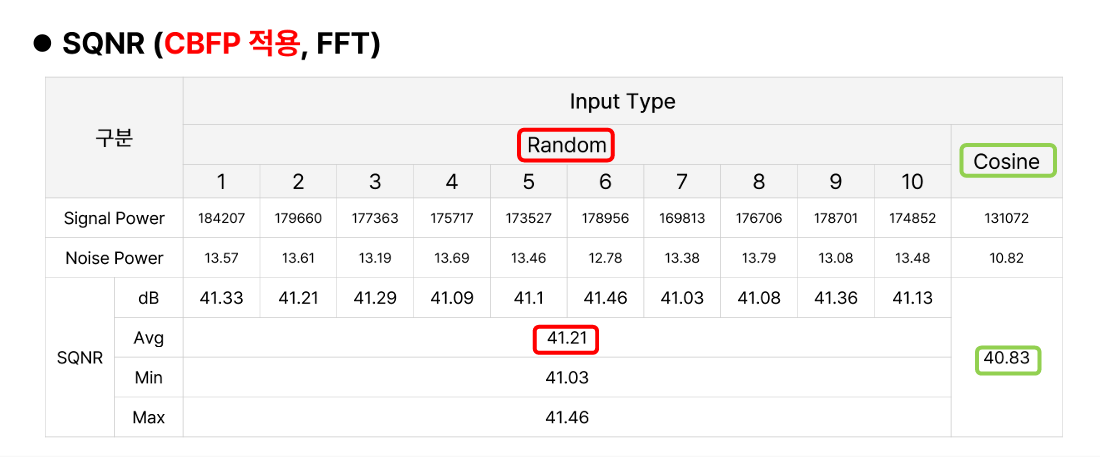 ● SQNR (CBFP 적용, FFT)
구분 Input Type
Random Cosine
1 2 3 4 5 6 7 8 9 10
Signal Power 184207 179660 177363 175717 173527 178956 169813 176706 178701 174852 131072
Noise Power 13.57 13.61 13.19 13.69 13.46 12.78 13.38 13.79 13.08 13.48 10.82
SQNR dB 41.33 41.21 41.29 41.09 41.1 41.46 41.03 41.08 41.36 41.13 40.83
Avg 41.21
Min 41.03
Max 41.46